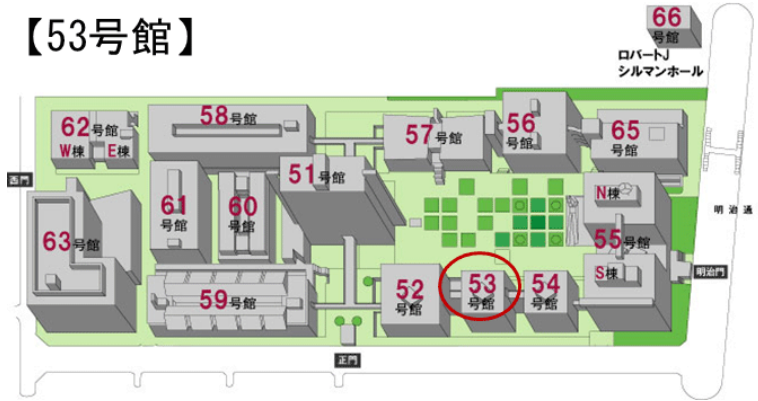 【53号館】
66
号館
ロバートJ
シルマンホール
62号館
W棟 E棟
58号館
57号館
56
号館
65
号館
西門
51号館
61
号館
60
号館
N棟
明治通
63号館
55
号館
S棟
明治門
59号館
52
号館
53
号館
54
号館
正門